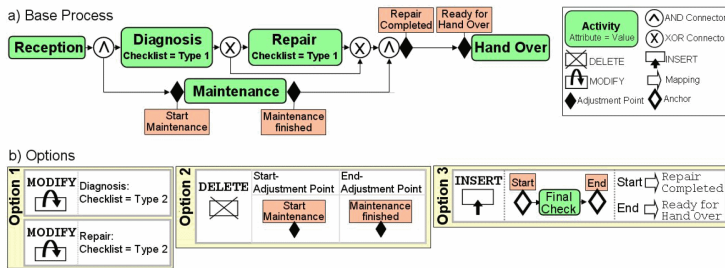 a) Base Process
Reception
Diagnosis
Checklist = Type 1
Repair
Checklist = Type 1
Repair
Completed
Ready for
Hand Over
Hand Over
Maintenance
Start
Maintenance
Maintenance
finished
Activity
Attribute = Value
AND Connector
XOR Connector
DELETE
INSERT
MODIFY
Mapping
Adjustment Point
Anchor
b) Options
Option 1
MODIFY
Diagnosis:
Checklist = Type 2
MODIFY
Repair:
Checklist = Type 2
Option 2
DELETE
Start-
Adjustment Point
Start
Maintenance
End-
Adjustment Point
Maintenance
finished
Option 3
INSERT
Start
Final
Check
End
Start
Repair
Completed
End
Ready for
Hand Over